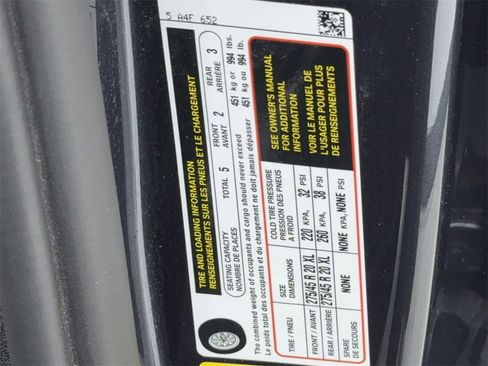 5 A4F 652
TIRE AND LOADING INFORMATION
RENSEIGNEMENTS SUR LES PNEUS ET LE CHARGEMENT
SEATING CAPACITY TOTAL 5 FRONT 2 REAR 3
NOMBRE DE PLACES AVANT ARRIÈRE
The combined weight of occupants and cargo should never exceed 451 kg or 994 lbs.
Le poids total des occupants et du chargement ne doit jamais dépasser 451 kg ou 994 lb.
TIRE / PNEU SIZE DIMENSIONS COLD TIRE PRESSURE PRESSION DES PNEUS A FROID
FRONT / AVANT 275/45 R 20 XL 220 KPA, 32 PSI
REAR / ARRIÈRE 275/45 R 20 XL 260 KPA, 38 PSI
SPARE DE SECOURS NONE NONE KPA, NONE PSI
SEE OWNER'S MANUAL
FOR ADDITIONAL
INFORMATION
VOIR LE MANUEL DE
L'USAGER POUR PLUS
DE RENSEIGNEMENTS